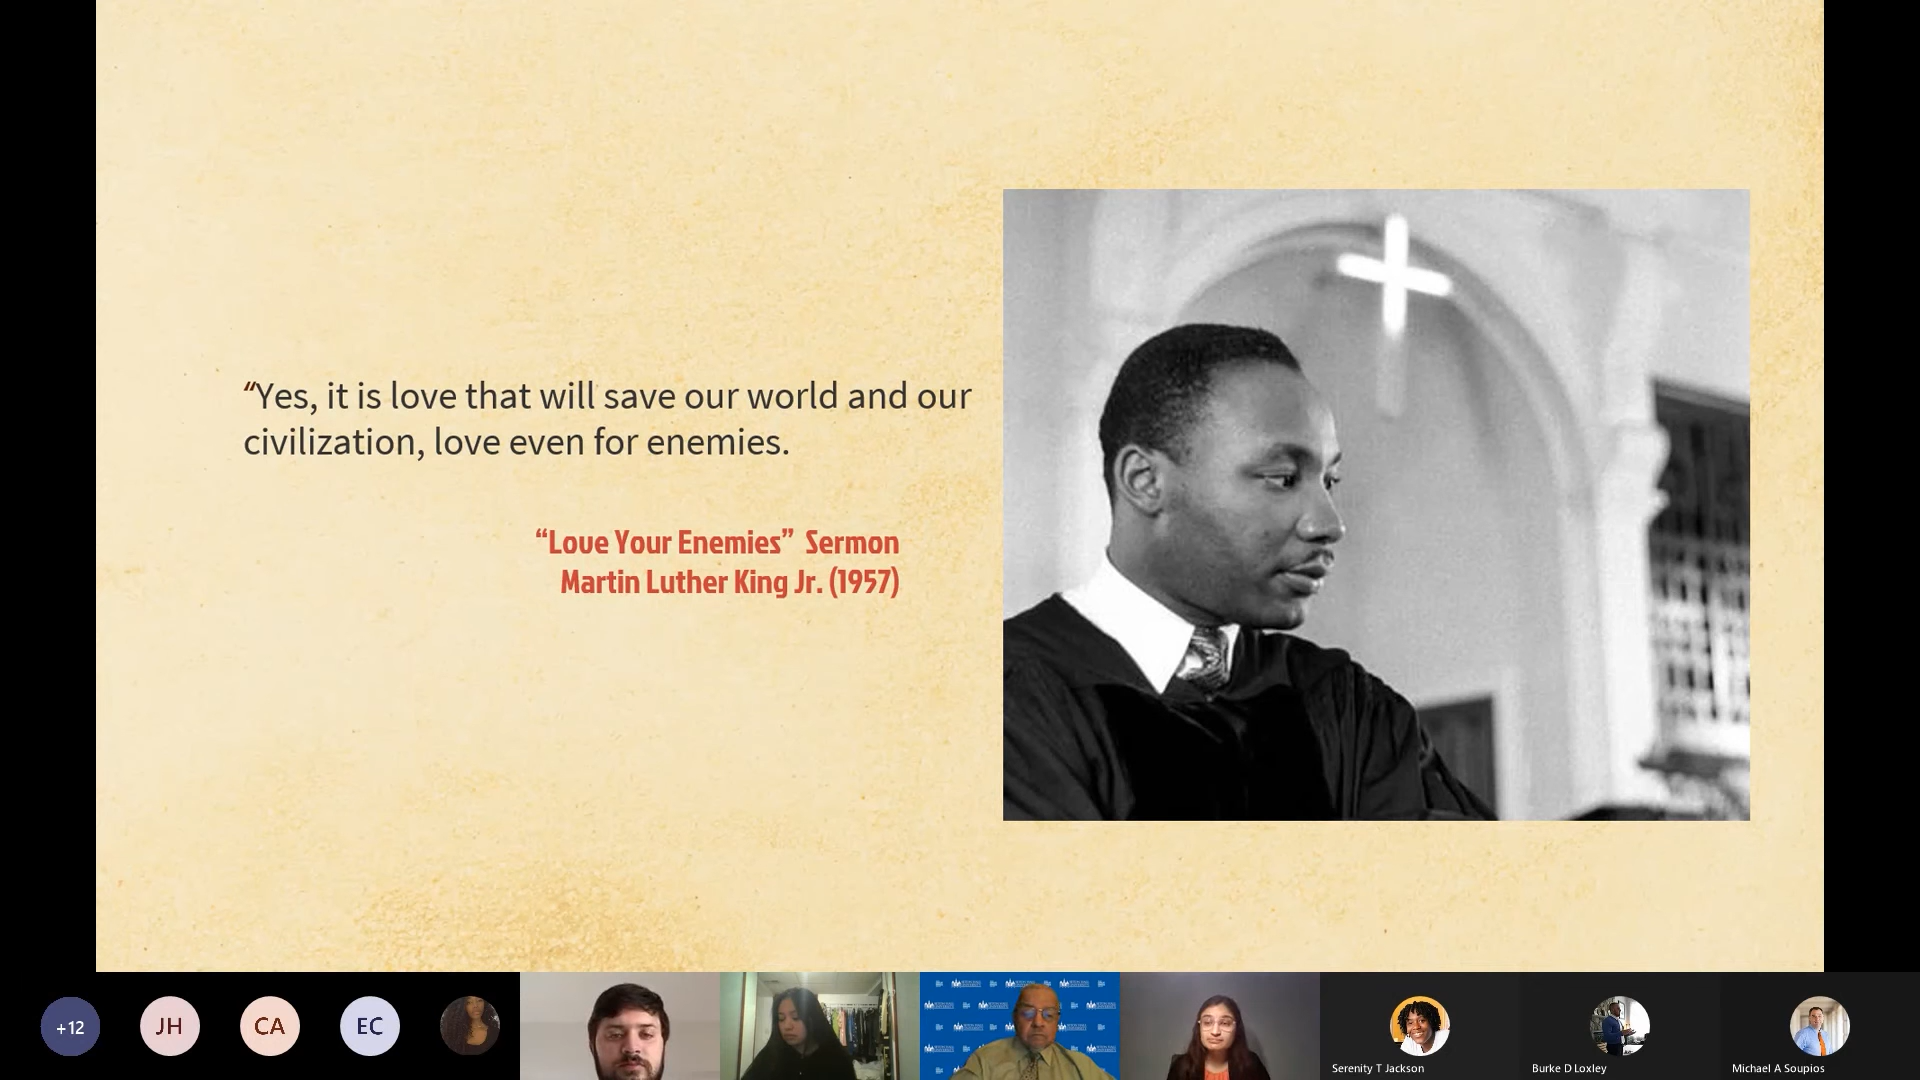 “Yes, it is love that will save our world and our
civilization, love even for enemies.
“Love Your Enemies” Sermon
Martin Luther King Jr. (1957)
+12
JH
CA
EC
Serenity T Jackson
Burke D Loxley
Michael A Soupios